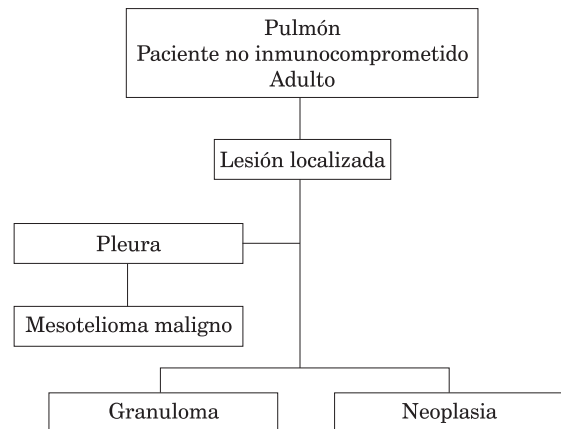 Pulmón
Paciente no inmunocomprometido
Adulto
Lesión localizada
Pleura
Mesotelioma maligno
Granuloma
Neoplasia